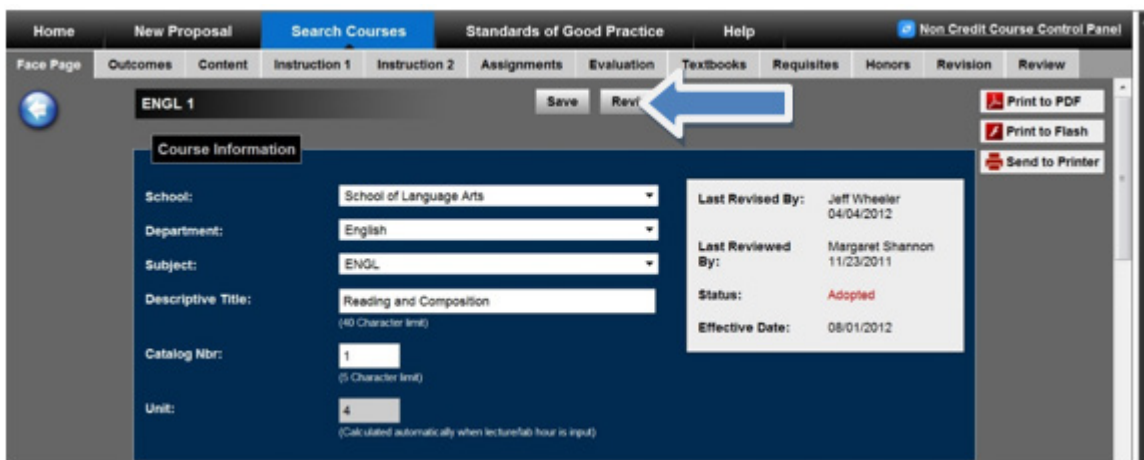 Home New Proposal Search Courses Standards of Good Practice Help Non Credit Course Control Panel
Face Page Outcomes Content Instruction 1 Instruction 2 Assignments Evaluation Textbooks Requisites Honors Revision Review
ENGL 1 Save Print to PDF
Print to Flash
Send to Printer
Course Information
School: School of Language Arts
Department: English
Subject: ENGL
Descriptive Title: Reading and Composition
(40 Character limit)
Catalog Nbr: 1
(5 Character limit)
Unit: 4
(Calculated automatically when lecture/lab hour is input)
Last Revised By: Jeff Wheeler
04/04/2012
Last Reviewed By: Margaret Shannon
11/23/2011
Status: Adopted
Effective Date: 08/01/2012